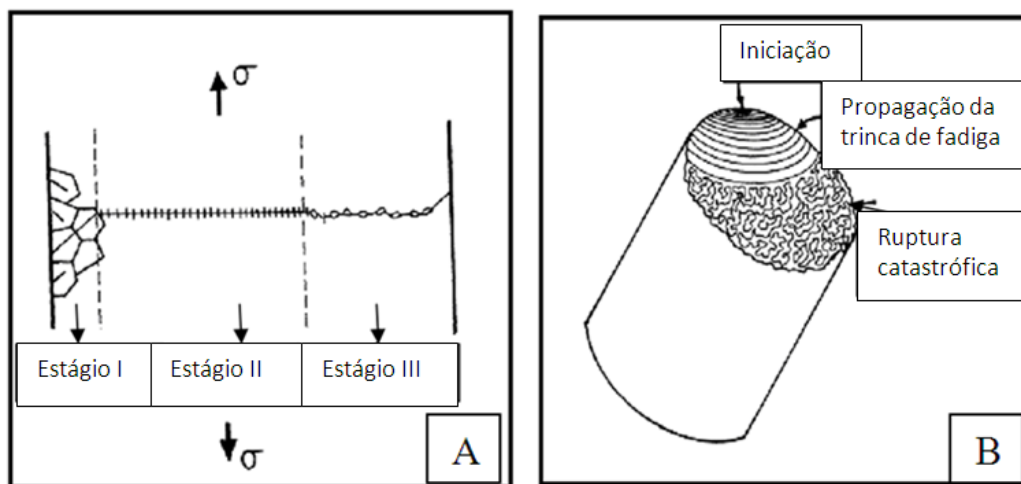 σ
Estágio I
Estágio II
Estágio III
σ
A
Iniciação
Propagação da
trinca de fadiga
Ruptura
catastrófica
B